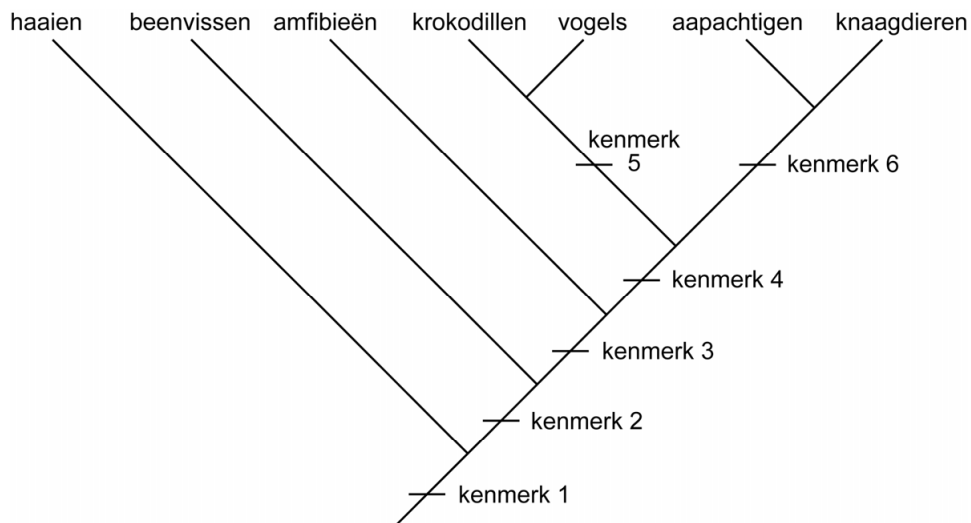 haaien beenvissen amfibieën krokodillen vogels aapachtigen knaagdieren
kenmerk
5
kenmerk 6
kenmerk 4
kenmerk 3
kenmerk 2
kenmerk 1